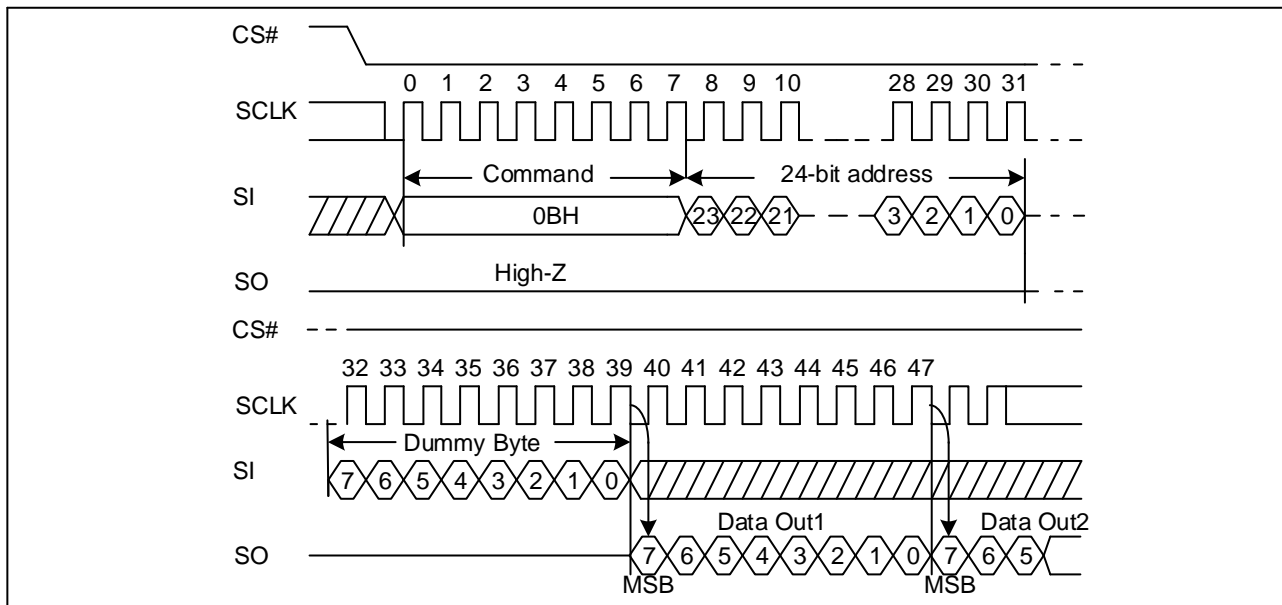 CS#
0 1 2 3 4 5 6 7 8 9 10 28 29 30 31
SCLK
Command 24-bit address
SI
0BH 23 22 21 3 2 1 0
High-Z
SO
CS#
32 33 34 35 36 37 38 39 40 41 42 43 44 45 46 47
SCLK
Dummy Byte
SI
7 6 5 4 3 2 1 0
Data Out1 Data Out2
SO
7 6 5 4 3 2 1 0 7 6 5
MSB MSB